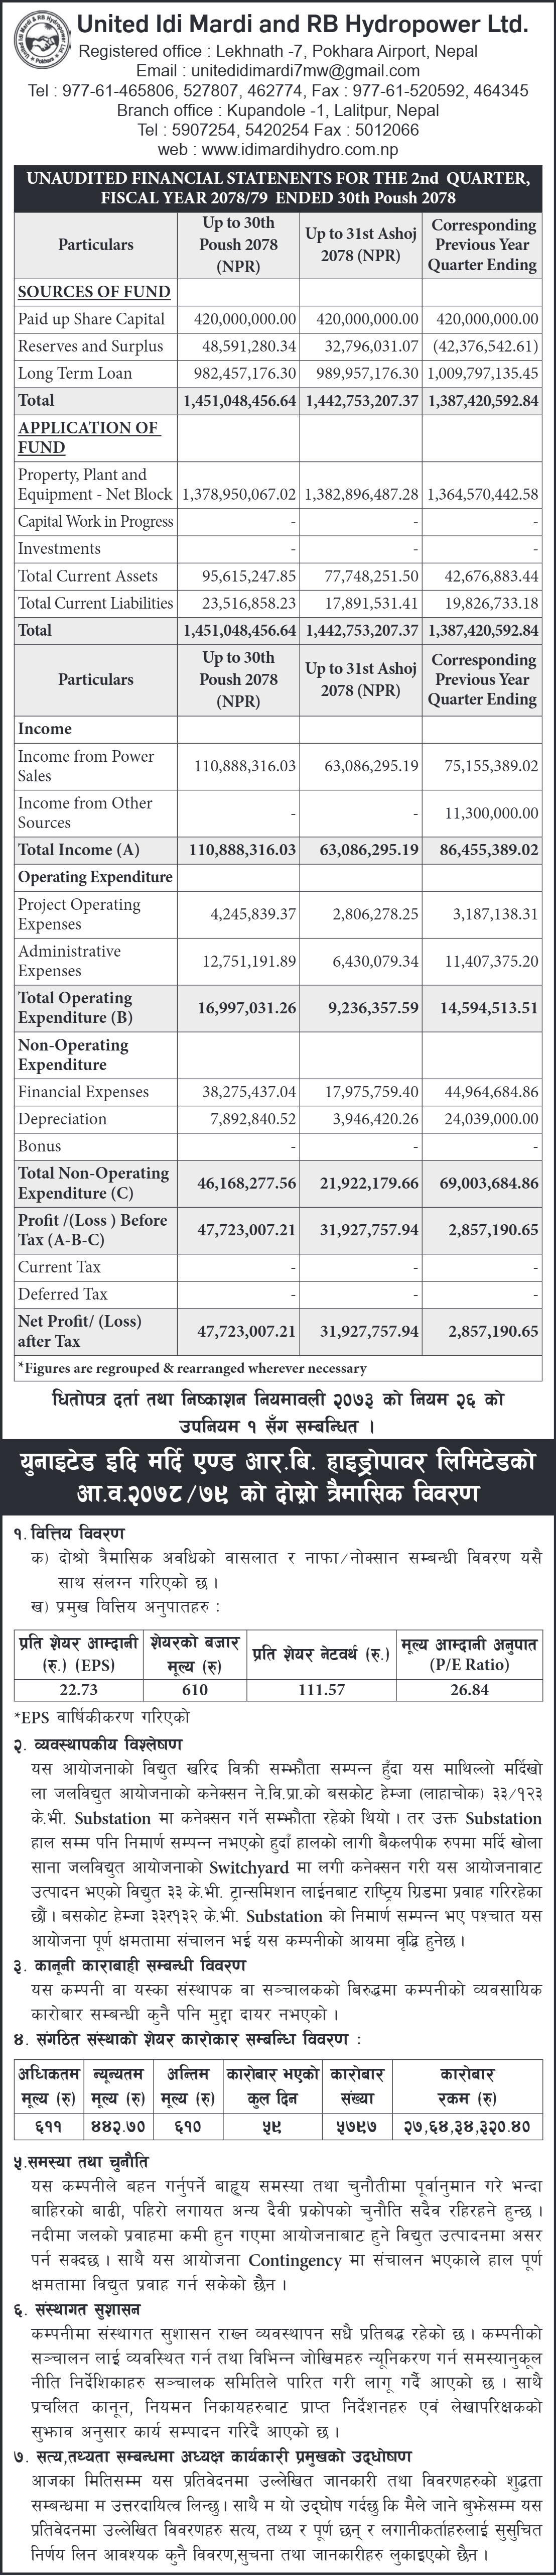 United Idi Mardi and RB Hydropower Ltd.
Registered office : Lekhnath -7, Pokhara Airport, Nepal
Email : unitedidimardi7mw@gmail.com
Tel : 977-61-465806, 527807, 462774, Fax : 977-61-520592, 464345
Branch office : Kupandole -1, Lalitpur, Nepal
Tel : 5907254, 5420254 Fax : 5012066
web : www.idimardihydro.com.np
UNAUDITED FINANCIAL STATENENTS FOR THE 2nd QUARTER,
FISCAL YEAR 2078/79 ENDED 30th Poush 2078
Particulars Up to 30th Poush 2078 (NPR) Up to 31st Ashoj 2078 (NPR) Corresponding Previous Year Quarter Ending
SOURCES OF FUND
Paid up Share Capital 420,000,000.00 420,000,000.00 420,000,000.00
Reserves and Surplus 48,591,280.34 32,796,031.07 (42,376,542.61)
Long Term Loan 982,457,176.30 989,957,176.30 1,009,797,135.45
Total 1,451,048,456.64 1,442,753,207.37 1,387,420,592.84
APPLICATION OF
FUND
Property, Plant and
Equipment - Net Block 1,378,950,067.02 1,382,896,487.28 1,364,570,442.58
Capital Work in Progress - - -
Investments - - -
Total Current Assets 95,615,247.85 77,748,251.50 42,676,883.44
Total Current Liabilities 23,516,858.23 17,891,531.41 19,826,733.18
Total 1,451,048,456.64 1,442,753,207.37 1,387,420,592.84
Particulars Up to 30th Poush 2078 (NPR) Up to 31st Ashoj 2078 (NPR) Corresponding Previous Year Quarter Ending
Income
Income from Power
Sales 110,888,316.03 63,086,295.19 75,155,389.02
Income from Other
Sources - - 11,300,000.00
Total Income (A) 110,888,316.03 63,086,295.19 86,455,389.02
Operating Expenditure
Project Operating
Expenses 4,245,839.37 2,806,278.25 3,187,138.31
Administrative
Expenses 12,751,191.89 6,430,079.34 11,407,375.20
Total Operating
Expenditure (B) 16,997,031.26 9,236,357.59 14,594,513.51
Non-Operating
Expenditure
Financial Expenses 38,275,437.04 17,975,759.40 44,964,684.86
Depreciation 7,892,840.52 3,946,420.26 24,039,000.00
Bonus - - -
Total Non-Operating
Expenditure (C) 46,168,277.56 21,922,179.66 69,003,684.86
Profit /(Loss ) Before
Tax (A-B-C) 47,723,007.21 31,927,757.94 2,857,190.65
Current Tax - - -
Deferred Tax - - -
Net Profit/ (Loss)
after Tax 47,723,007.21 31,927,757.94 2,857,190.65
*Figures are regrouped & rearranged wherever necessary
धितोपत्र दर्ता तथा निष्काशन नियमावली २०७३ को नियम २६ को
उपनियम १ सँग सम्बन्धित ।
युनाइटेड इदि मर्दि एण्ड आर.बि. हाइड्रोपावर लिमिटेडको
आ.व.२०७८/७९ को दोस्रो त्रैमासिक विवरण
१. वित्तिय विवरण
क) दोश्रो त्रैमासिक अवधिको वासलात र नाफा/नोक्सान सम्बन्धी विवरण यसै
साथ संलग्न गरिएको छ ।
ख) प्रमुख वित्तिय अनुपातहरु :
प्रति शेयर आम्दानी (रु.) (EPS) शेयरको बजार मूल्य (रु) प्रति शेयर नेटवर्थ (रु.) मूल्य आम्दानी अनुपात (P/E Ratio)
22.73 610 111.57 26.84
*EPS वार्षिकीकरण गरिएको
२. व्यवस्थापकीय विश्लेषण
यस आयोजनाको विद्युत खरिद विक्री सम्झौता सम्पन्न हुँदा यस माथिल्लो मर्दिखो
ला जलविद्युत आयोजनाको कनेक्सन ने.वि.प्रा.को बसकोट हेम्जा (लाहाचोक) ३३/१२३
के.भी. Substation मा कनेक्सन गर्ने सम्झौता रहेको थियो । तर उक्त Substation
हाल सम्म पनि निमार्ण सम्पन्न नभएको हुदाँ हालको लागी बैकलपीक रुपमा मर्दि खोला
साना जलविद्युत आयोजनाको Switchyard मा लगी कनेक्सन गरी यस आयोजनावाट
उत्पादन भएको विद्युत ३३ के.भी. ट्रान्समिशन लाईनबाट राष्ट्रिय ग्रिडमा प्रवाह गरिरहेका
छौं । बसकोट हेम्जा ३३र१३२ के.भी. Substation को निमार्ण सम्पन्न भए पश्चात यस
आयोजना पूर्ण क्षमतामा संचालन भई यस कम्पनीको आयमा वृद्धि हुनेछ ।
३. कानूनी काराबाही सम्बन्धी विवरण
यस कम्पनी वा यस्का संस्थापक वा सञ्चालकको बिरुद्धमा कम्पनीको व्यवसायिक
कारोबार सम्बन्धी कुनै पनि मुद्दा दायर नभएको ।
४. संगठित संस्थाको शेयर कारोकार सम्बन्धि विवरण :
अधिकतम मूल्य (रु) न्यून्यतम मूल्य (रु) अन्तिम मूल्य (रु) कारोबार भएको कुल दिन कारोबार संख्या कारोबार रकम (रु)
६११ ४४२.७० ६१० ५९ ५७९७ २७,६४,३४,३२०.४०
५.समस्या तथा चुनौति
यस कम्पनीले बहन गर्नुपर्ने बाह्य समस्या तथा चुनौतीमा पूर्वानुमान गरे भन्दा
बाहिरको बाढी, पहिरो लगायत अन्य दैवी प्रकोपको चुनौति सदैव रहिरहने हुन्छ ।
नदीमा जलको प्रवाहमा कमी हुन गएमा आयोजनाबाट हुने विद्युत उत्पादनमा असर
पर्न सक्दछ । साथै यस आयोजना Contingency मा संचालन भएकाले हाल पूर्ण
क्षमतामा विद्युत प्रवाह गर्न सकेको छैन ।
६. संस्थागत सुशासन
कम्पनीमा संस्थागत सुशासन राख्न व्यवस्थापन सधै प्रतिबद्ध रहेको छ । कम्पनीको
सञ्चालन लाई व्यवस्थित गर्न तथा विभिन्न जोखिमहरु न्यूनिकरण गर्न समस्यानुकूल
नीति निर्देशिकाहरु सञ्चालक समितिले पारित गरी लागू गर्दै आएको छ । साथै
प्रचलित कानून, नियमन निकायहरुबाट प्राप्त निर्देशनहरु एवं लेखापरिक्षकको
सुझाव अनुसार कार्य सम्पादन गरिदै आएको छ ।
७. सत्य,तथ्यता सम्बन्धमा अध्यक्ष कार्यकारी प्रमुखको उद्घोषण
आजका मितिसम्म यस प्रतिवेदनमा उल्लेखित जानकारी तथा विवरणहरुको शुद्धता
सम्बन्धमा म उत्तरदायित्व लिन्छु । साथै म यो उद्घोष गर्दछु कि मैले जाने बुझेसम्म यस
प्रतिवेदनमा उल्लेखित विवरणहरु सत्य, तथ्य र पूर्ण छन् र लगानीकर्ताहरुलाई सुसुचित
निर्णय लिन आवश्यक कुनै विवरण,सुचना तथा जानकारीहरु लुकाइएको छैन ।